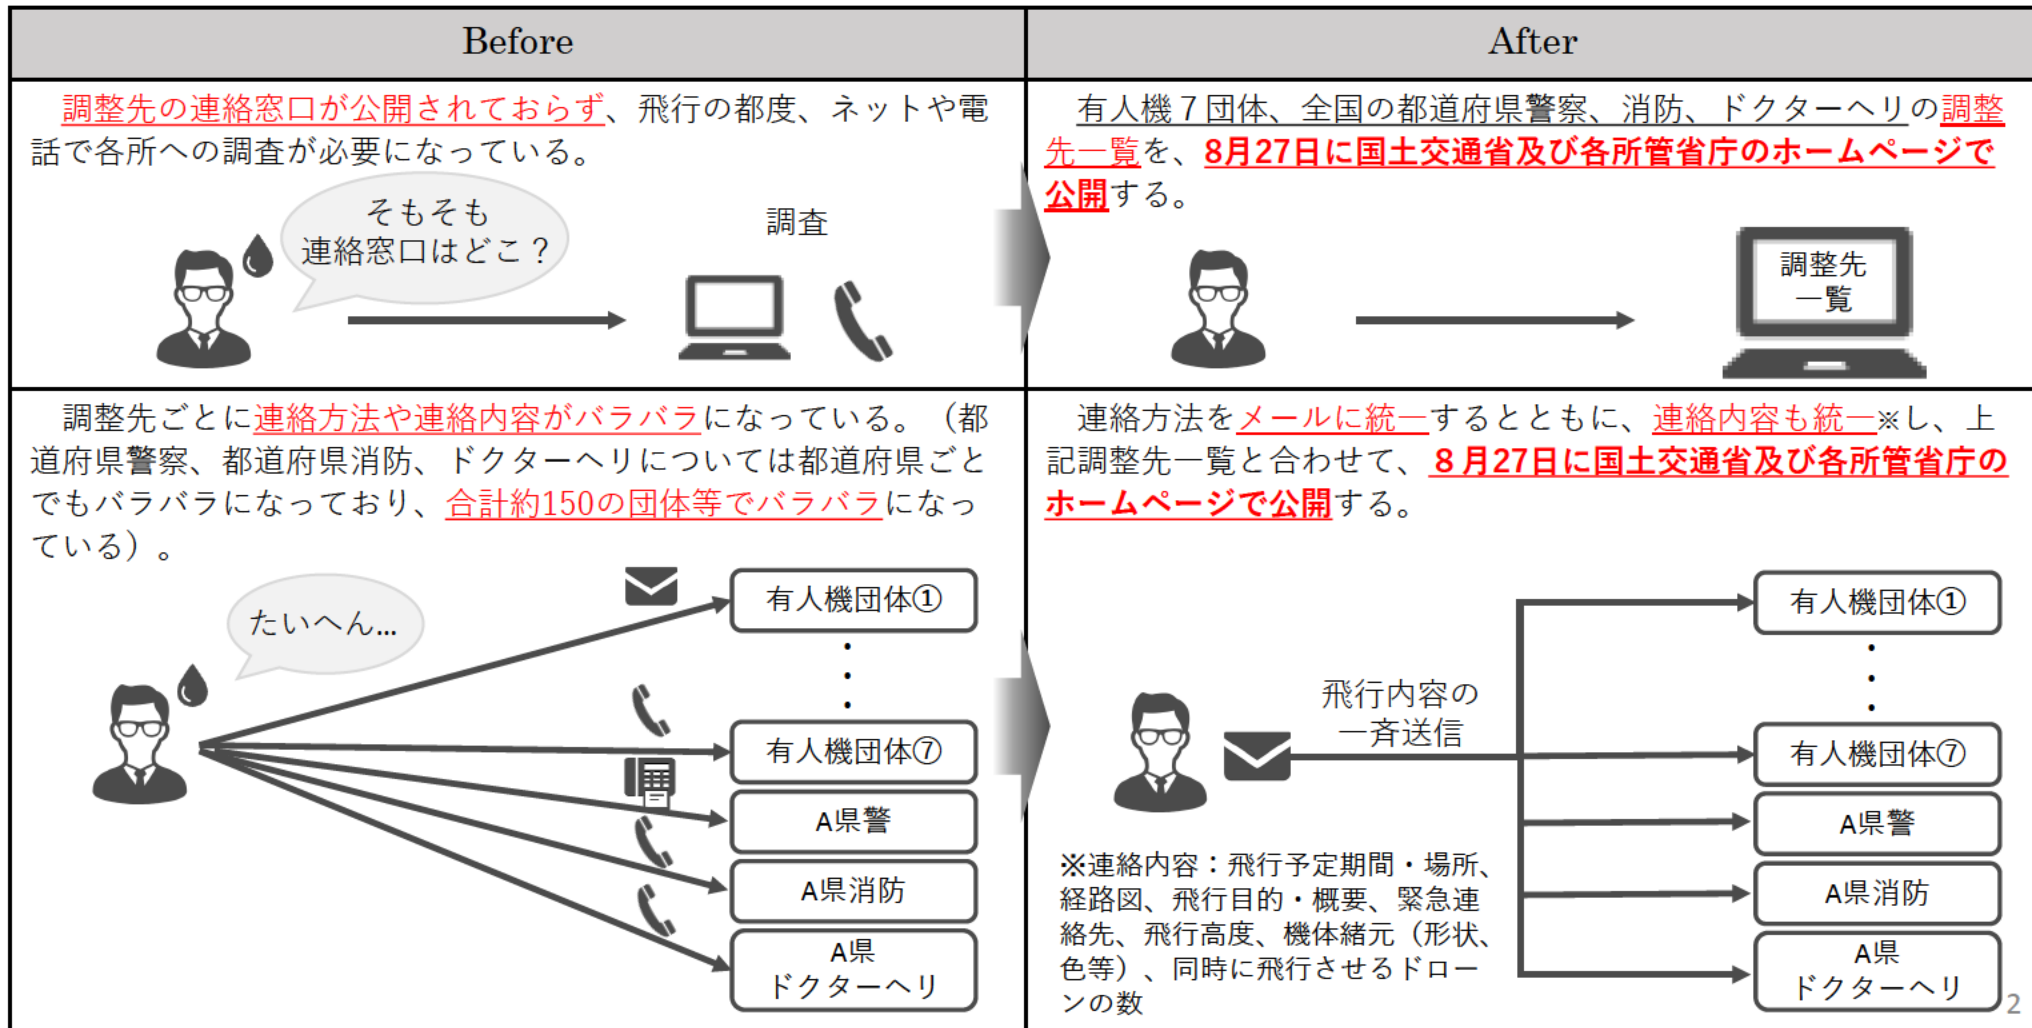 Before
After
調整先の連絡窓口が公開されておらず、飛行の都度、ネットや電
話で各所への調査が必要になっている。
そもそも
連絡窓口はどこ？
調査
有人機７団体、全国の都道府県警察、消防、ドクターヘリの調整
先一覧を、8月27日に国土交通省及び各所管省庁のホームページで
公開する。
調整先
一覧
調整先ごとに連絡方法や連絡内容がバラバラになっている。（都
道府県警察、都道府県消防、ドクターヘリについては都道府県ごと
でもバラバラになっており、合計約150の団体等でバラバラになっ
ている）。
たいへん...
有人機団体①
・
・
・
有人機団体⑦
A県警
A県消防
A県
ドクターヘリ
連絡方法をメールに統一するとともに、連絡内容も統一※し、上
記調整先一覧と合わせて、８月27日に国土交通省及び各所管省庁の
ホームページで公開する。
飛行内容の
一斉送信
有人機団体①
・
・
・
有人機団体⑦
A県警
A県消防
A県
ドクターヘリ
※連絡内容：飛行予定期間・場所、
経路図、飛行目的・概要、緊急連
絡先、飛行高度、機体緒元（形状、
色等）、同時に飛行させるドロー
ンの数
2